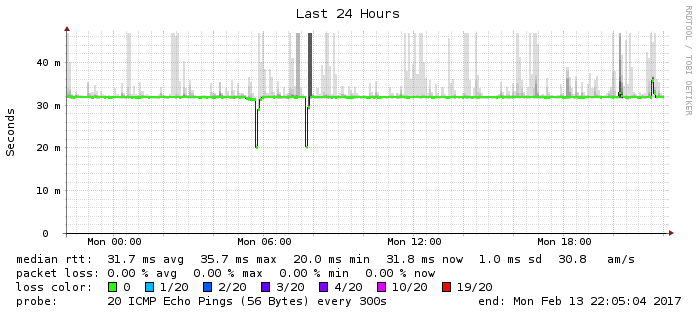 Last 24 Hours
RRDTOOL / TOBI OETIKER
Seconds
40 m
30 m
20 m
10 m
0
Mon 00:00 Mon 06:00 Mon 12:00 Mon 18:00
median rtt: 31.7 ms avg 35.7 ms max 20.0 ms min 31.8 ms now 1.0 ms sd 30.8 am/s
packet loss: 0.00 % avg 0.00 % max 0.00 % min 0.00 % now
loss color: 0 1/20 2/20 3/20 4/20 10/20 19/20
probe: 20 ICMP Echo Pings (56 Bytes) every 300s end: Mon Feb 13 22:05:04 2017